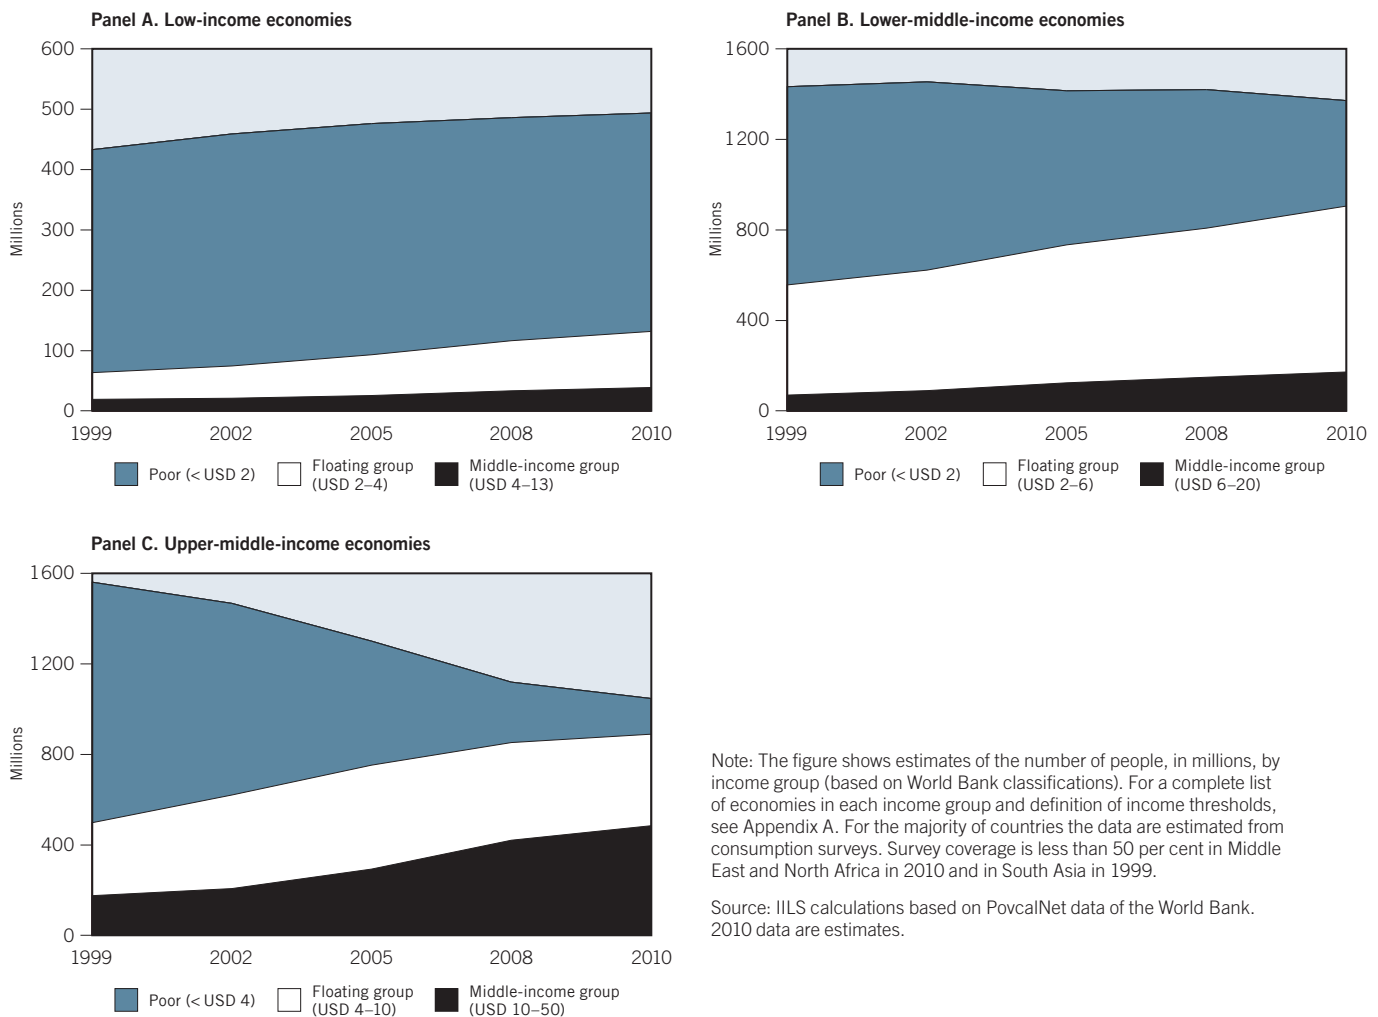 Panel A. Low-income economies
600
500
400
300
200
100
0
Millions
1999
2002
2005
2008
2010
Poor (< USD 2)
Floating group
(USD 2–4)
Middle-income group
(USD 4–13)
Panel B. Lower-middle-income economies
1600
1200
800
400
0
Millions
1999
2002
2005
2008
2010
Poor (< USD 2)
Floating group
(USD 2–6)
Middle-income group
(USD 6–20)
Panel C. Upper-middle-income economies
1600
1200
800
400
0
Millions
1999
2002
2005
2008
2010
Poor (< USD 4)
Floating group
(USD 4–10)
Middle-income group
(USD 10–50)
Note: The figure shows estimates of the number of people, in millions, by
income group (based on World Bank classifications). For a complete list
of economies in each income group and definition of income thresholds,
see Appendix A. For the majority of countries the data are estimated from
consumption surveys. Survey coverage is less than 50 per cent in Middle
East and North Africa in 2010 and in South Asia in 1999.
Source: IILS calculations based on PovcalNet data of the World Bank.
2010 data are estimates.